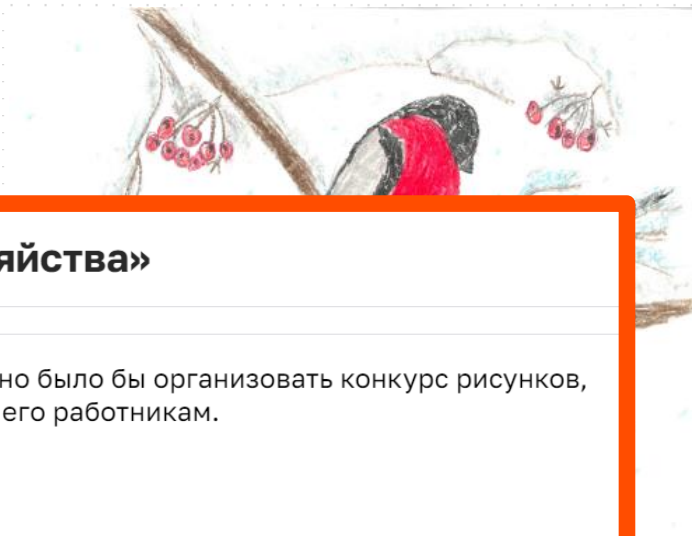 яйства»
но было бы организовать конкурс рисунков,
его работникам.